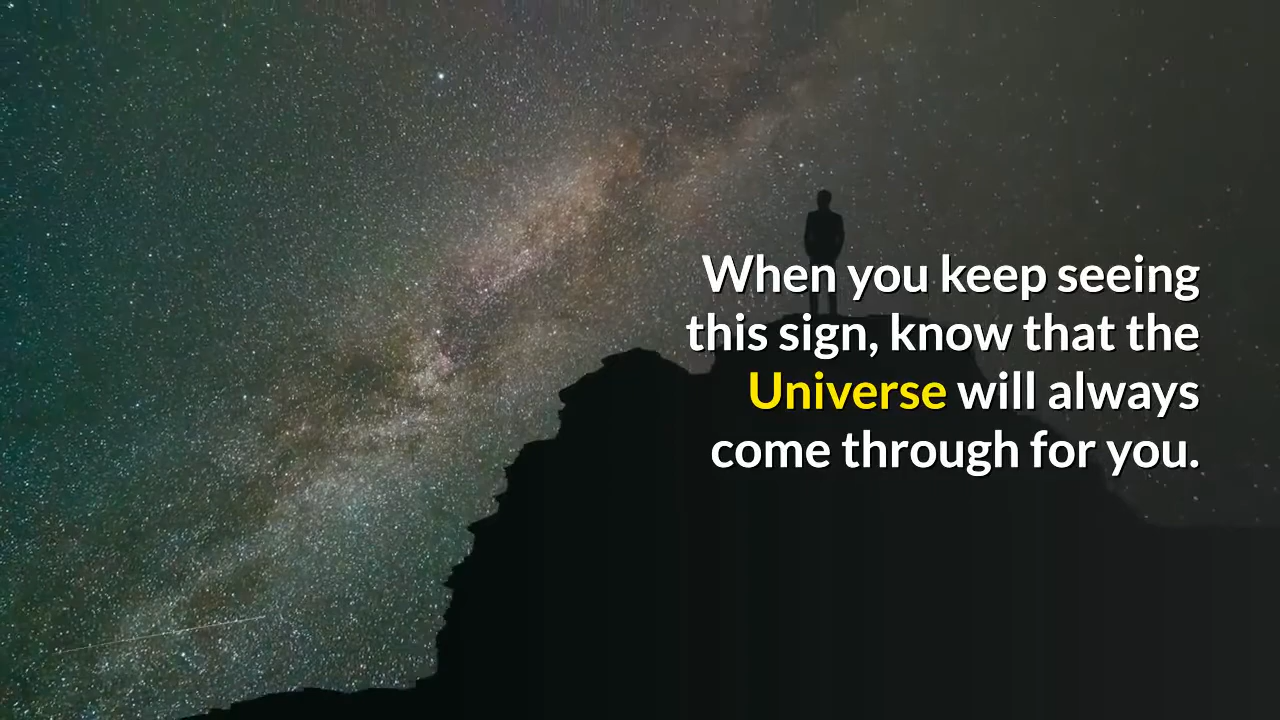 When you keep seeing
this sign, know that the
Universe will always
come through for you.